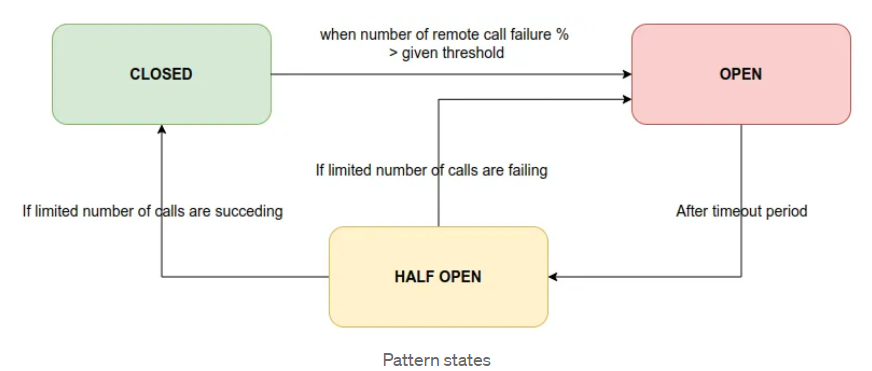 when number of remote call failure %
> given threshold
CLOSED
OPEN
If limited number of calls are failing
If limited number of calls are succeding
After timeout period
HALF OPEN
Pattern states